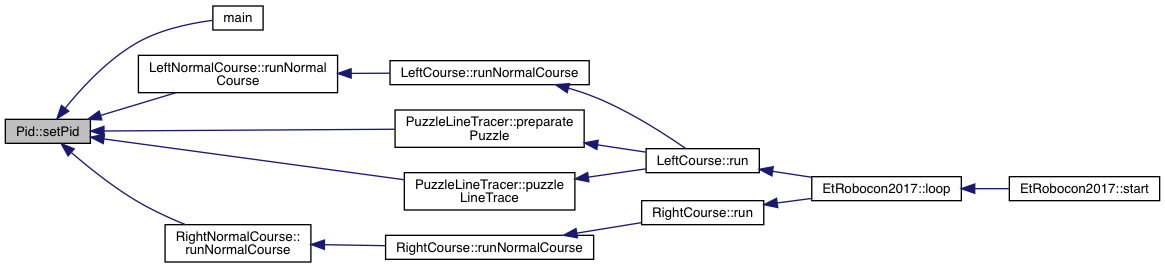 main
LeftNormalCourse::runNormal
Course
LeftCourse::runNormalCourse
Pid::setPid
PuzzleLineTracer::preparate
Puzzle
LeftCourse::run
PuzzleLineTracer::puzzle
LineTrace
EtRobocon2017::loop
EtRobocon2017::start
RightCourse::run
RightNormalCourse::
runNormalCourse
RightCourse::runNormalCourse